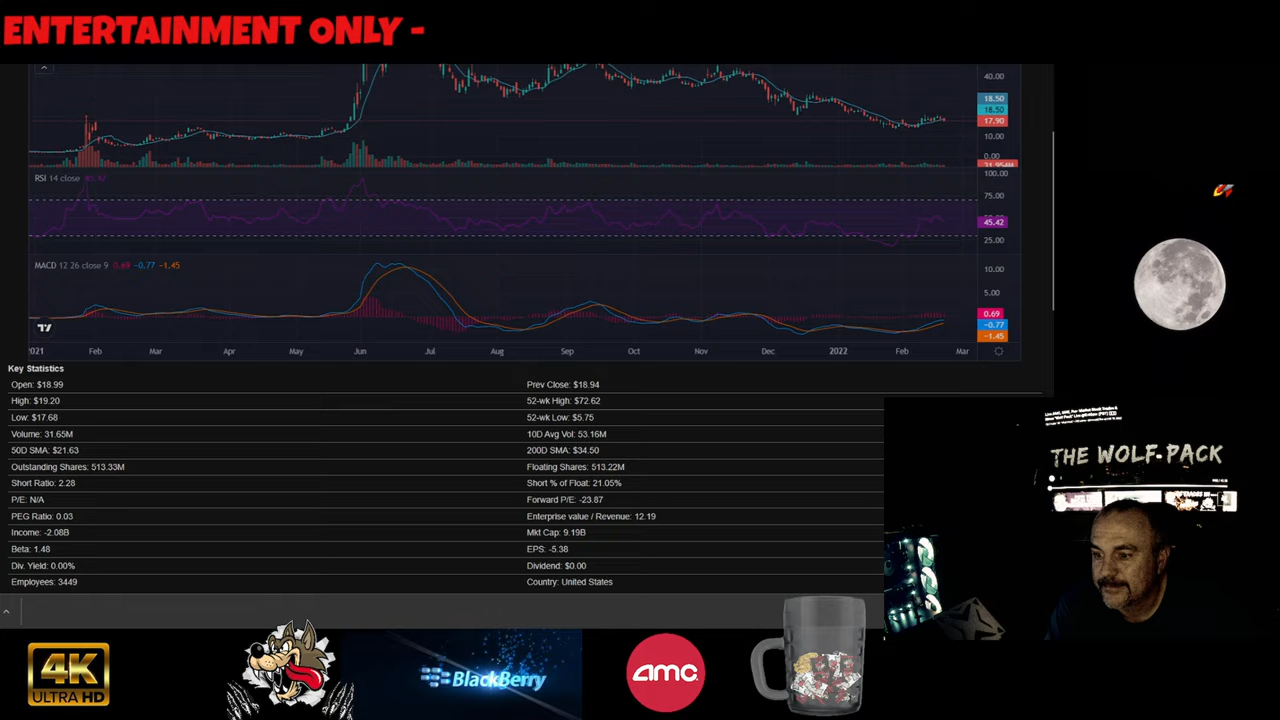 ENTERTAINMENT ONLY -
40.00
18.50
18.50
17.90
10.00
0.00
100.00
RSI 14 close 45.42
75.00
45.42
25.00
MACD 12 26 close 9 0.69 -0.77 -1.45
10.00
5.00
0.69
-0.77
-1.45
2021 Feb Mar Apr May Jun Jul Aug Sep Oct Nov Dec 2022 Feb Mar
Key Statistics
Open: $18.99 Prev Close: $18.94
High: $19.20 52-wk High: $72.62
Low: $17.68 52-wk Low: $5.75
Volume: 31.65M 10D Avg Vol: 53.16M
50D SMA: $21.63 200D SMA: $34.50
Outstanding Shares: 513.33M Floating Shares: 513.22M
Short Ratio: 2.28 Short % of Float: 21.05%
P/E: N/A Forward P/E: -23.87
PEG Ratio: 0.03 Enterprise value / Revenue: 12.19
Income: -2.08B Mkt Cap: 9.19B
Beta: 1.48 EPS: -5.38
Div. Yield: 0.00% Dividend: $0.00
Employees: 3449 Country: United States
THE WOLF-PACK
4K
ULTRA HD
BlackBerry
amc